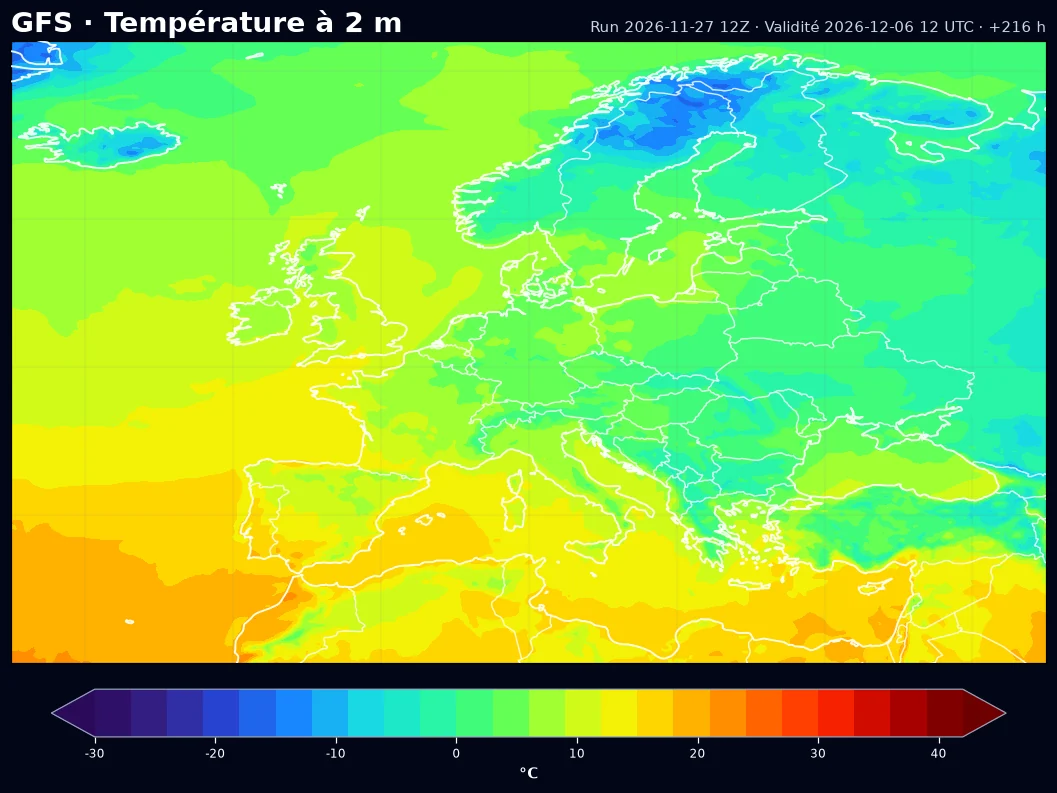 GFS · Température à 2 m
Run 2026-11-27 12Z · Validité 2026-12-06 12 UTC · +216 h
-30 -20 -10 0 10 20 30 40
°C